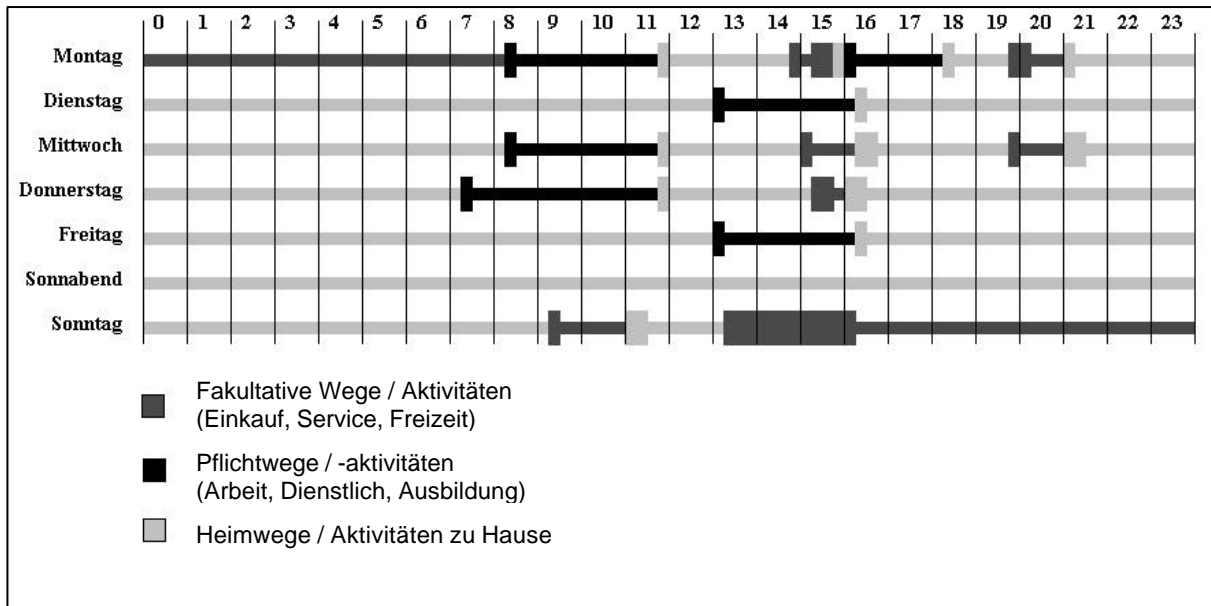 0 1 2 3 4 5 6 7 8 9 10 11 12 13 14 15 16 17 18 19 20 21 22 23
Montag
Dienstag
Mittwoch
Donnerstag
Freitag
Sonnabend
Sonntag
Fakultative Wege / Aktivitäten
(Einkauf, Service, Freizeit)
Pflichtwege / -aktivitäten
(Arbeit, Dienstlich, Ausbildung)
Heimwege / Aktivitäten zu Hause